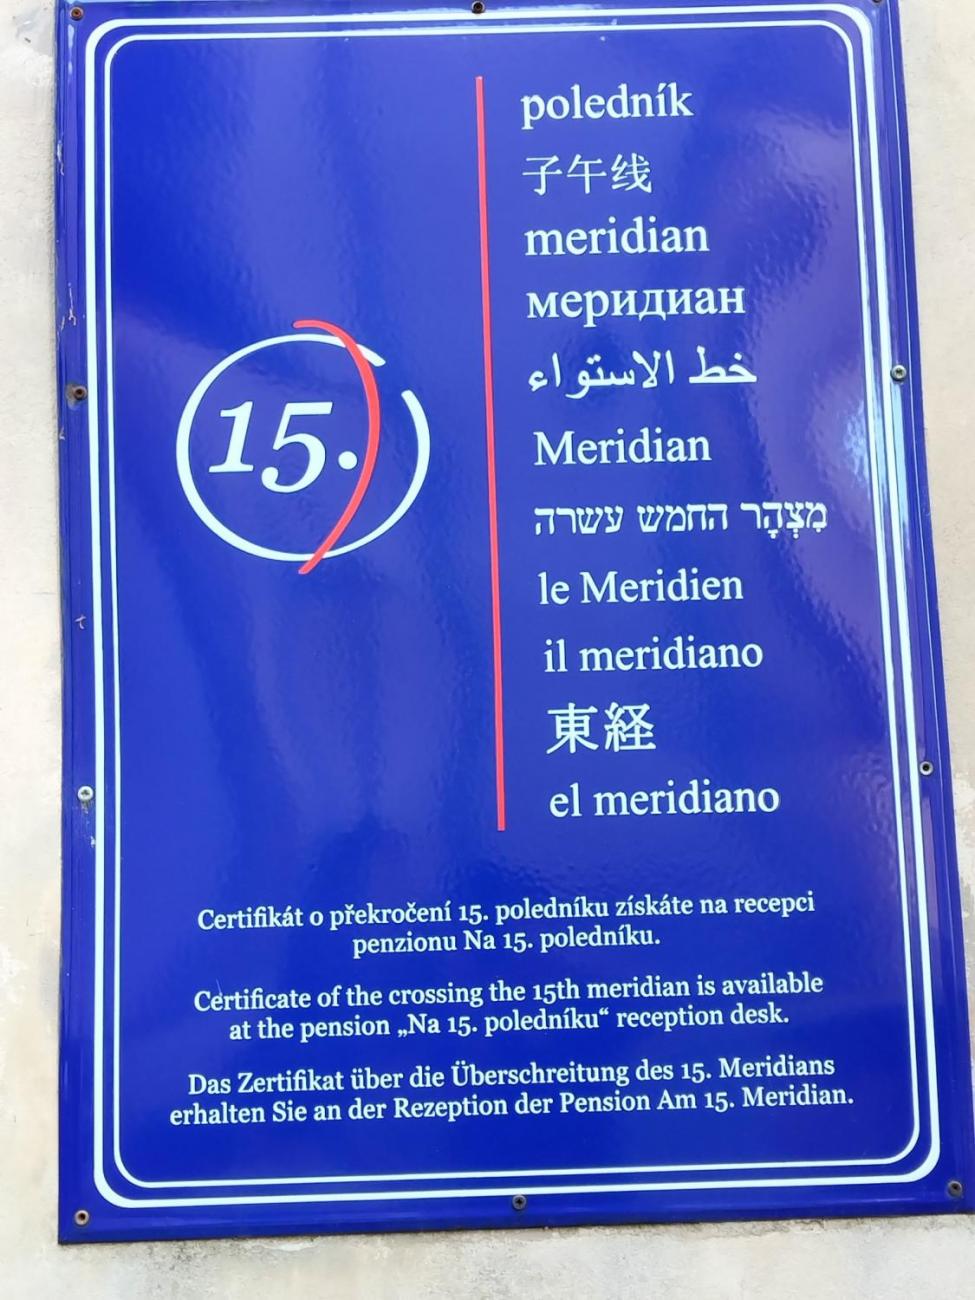 15.
poledník
子午线
meridian
меридиан
خط الاستواء
Meridian
מִצְהָר החמש עשרה
le Meridien
il meridiano
東経
el meridiano
Certifikát o překročení 15. poledníku získáte na recepci
penzionu Na 15. poledníku.
Certificate of the crossing the 15th meridian is available
at the pension „Na 15. poledníku“ reception desk.
Das Zertifikat über die Überschreitung des 15. Meridians
erhalten Sie an der Rezeption der Pension Am 15. Meridian.